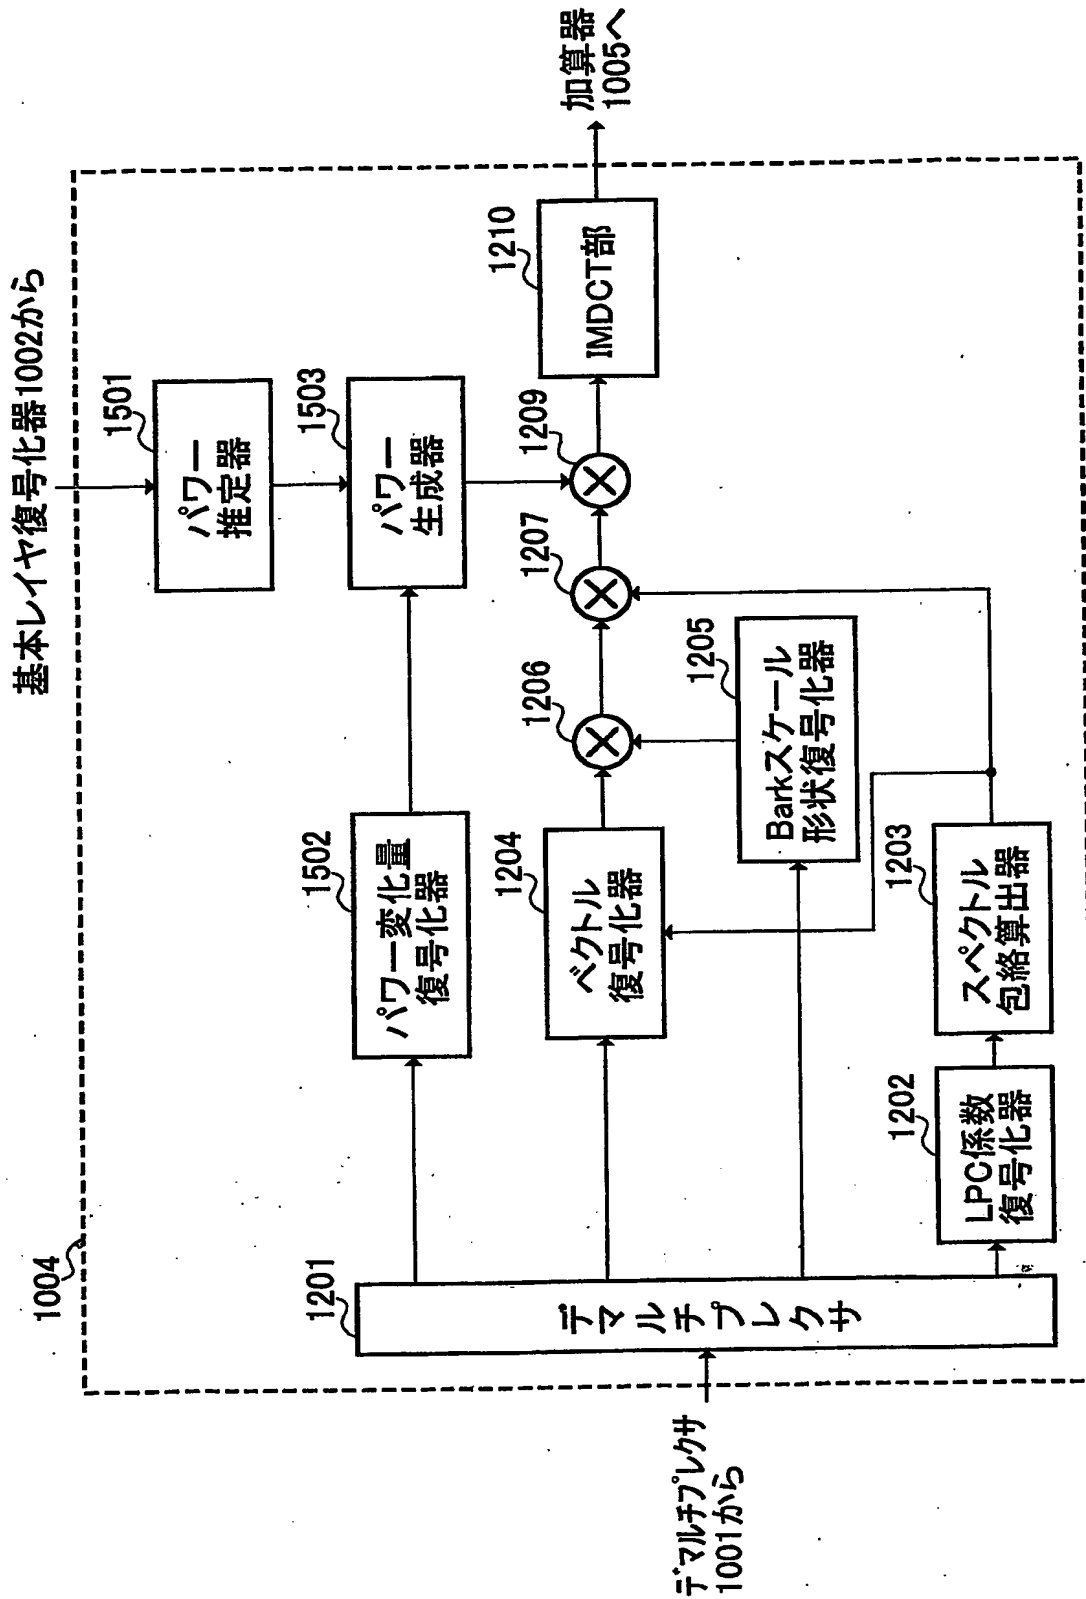 基本レイヤ復号化器1002から
1004
1501
パワー
推定器
1502
パワー変化量
復号化器
1503
パワー
生成器
1201
デマルチプレクサ
デマルチプレクサ
1001から
1204
ベクトル
復号化器
1206
1207
1209
1210
IMDCT部
加算器
1005へ
1205
Barkスケール
形状復号化器
1202
LPC係数
復号化器
1203
スペクトル
包絡算出器